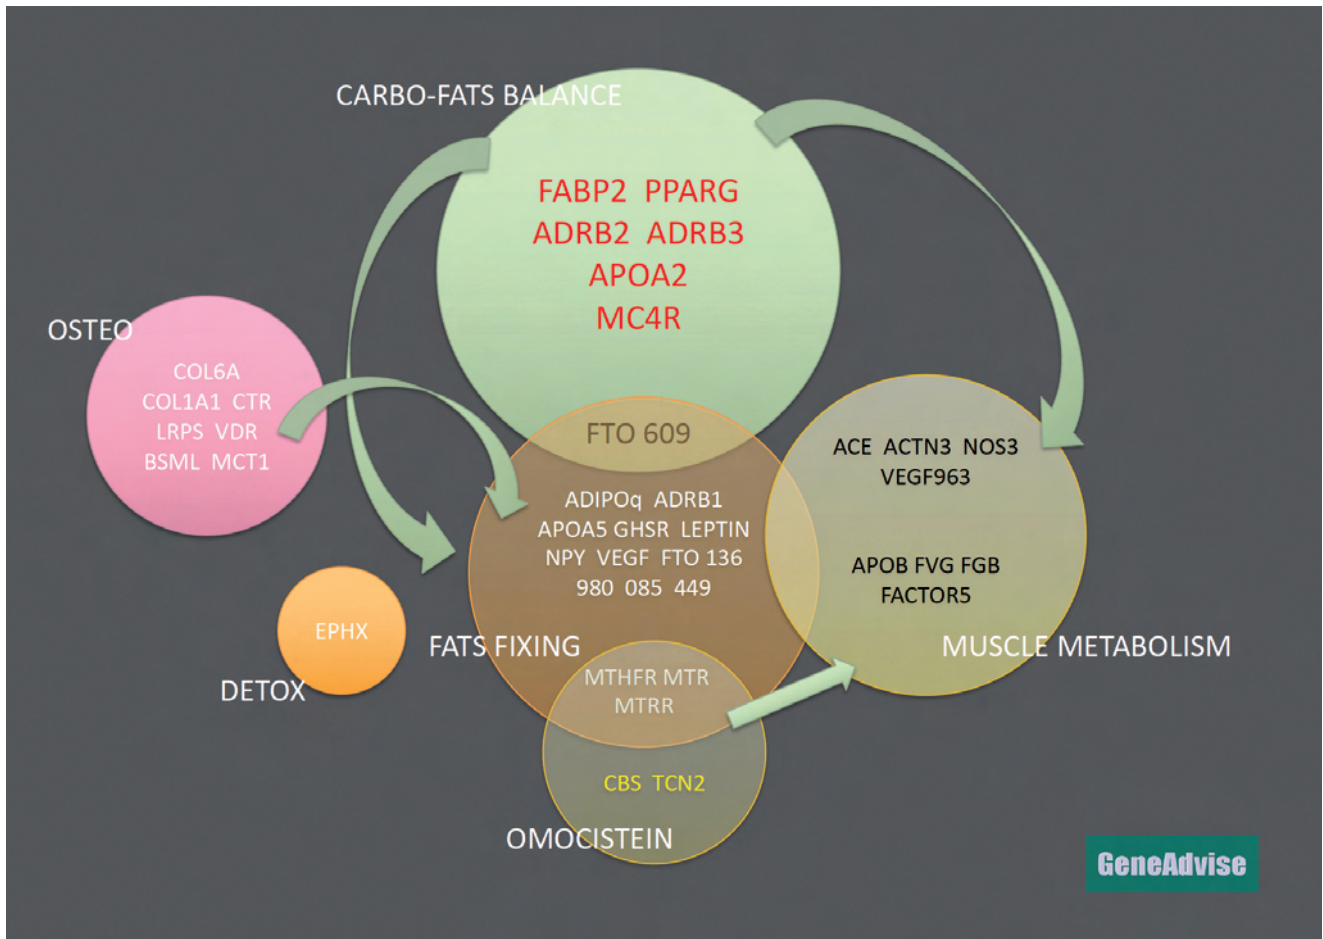 CARBO-FATS BALANCE
FABP2 PPARG
ADRB2 ADRB3
APOA2
MC4R
OSTEO
COL6A
COL1A1 CTR
LRPS VDR
BSML MCT1
FTO 609
ADIPOq ADRB1
APOA5 GHSR LEPTIN
NPY VEGF FTO 136
980 085 449
FATS FIXING
ACE ACTN3 NOS3
VEGF963
APOB FVG FGB
FACTOR5
MUSCLE METABOLISM
EPHX
DETOX
MTHFR MTR
MTRR
CBS TCN2
OMOCISTEIN
GeneAdvise